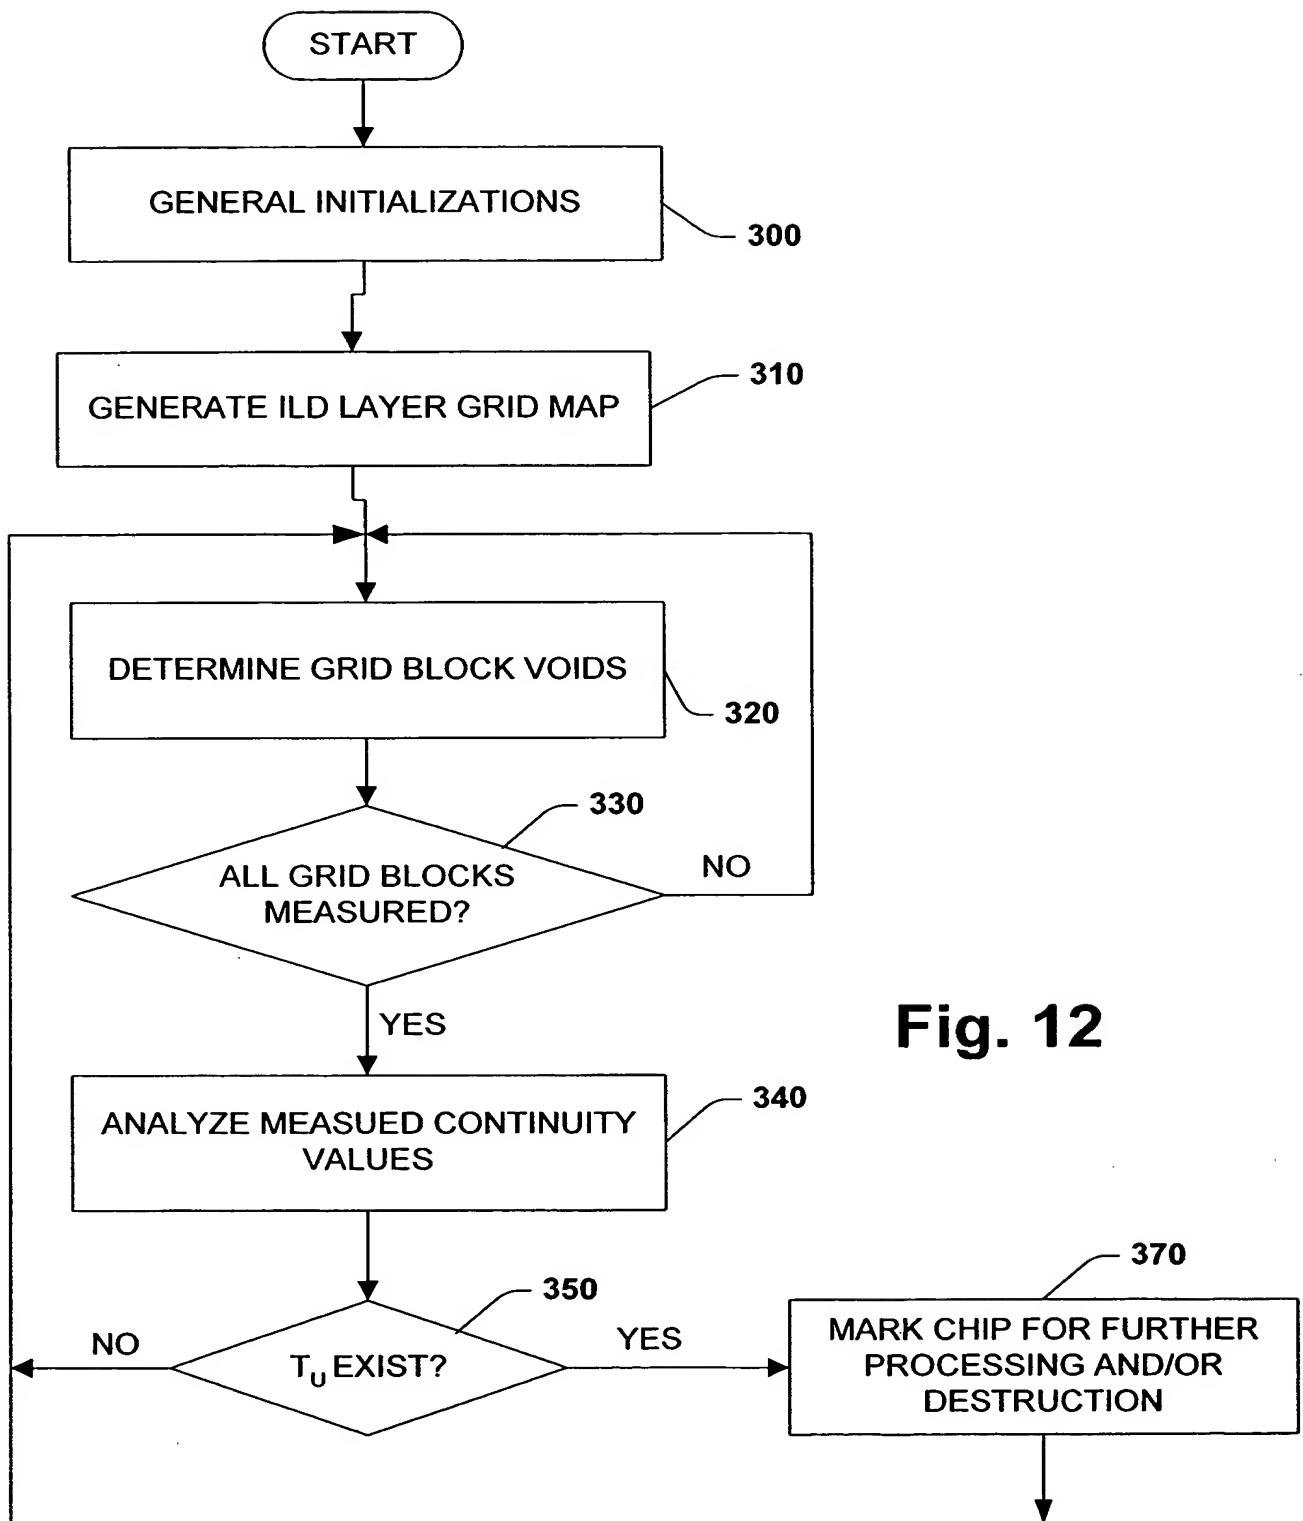 START
GENERAL INITIALIZATIONS
300
310
GENERATE ILD LAYER GRID MAP
DETERMINE GRID BLOCK VOIDS
320
330
ALL GRID BLOCKS
MEASURED?
NO
YES
Fig. 12
340
ANALYZE MEASUED CONTINUITY
VALUES
350
370
NO
T_U EXIST?
YES
MARK CHIP FOR FURTHER
PROCESSING AND/OR
DESTRUCTION